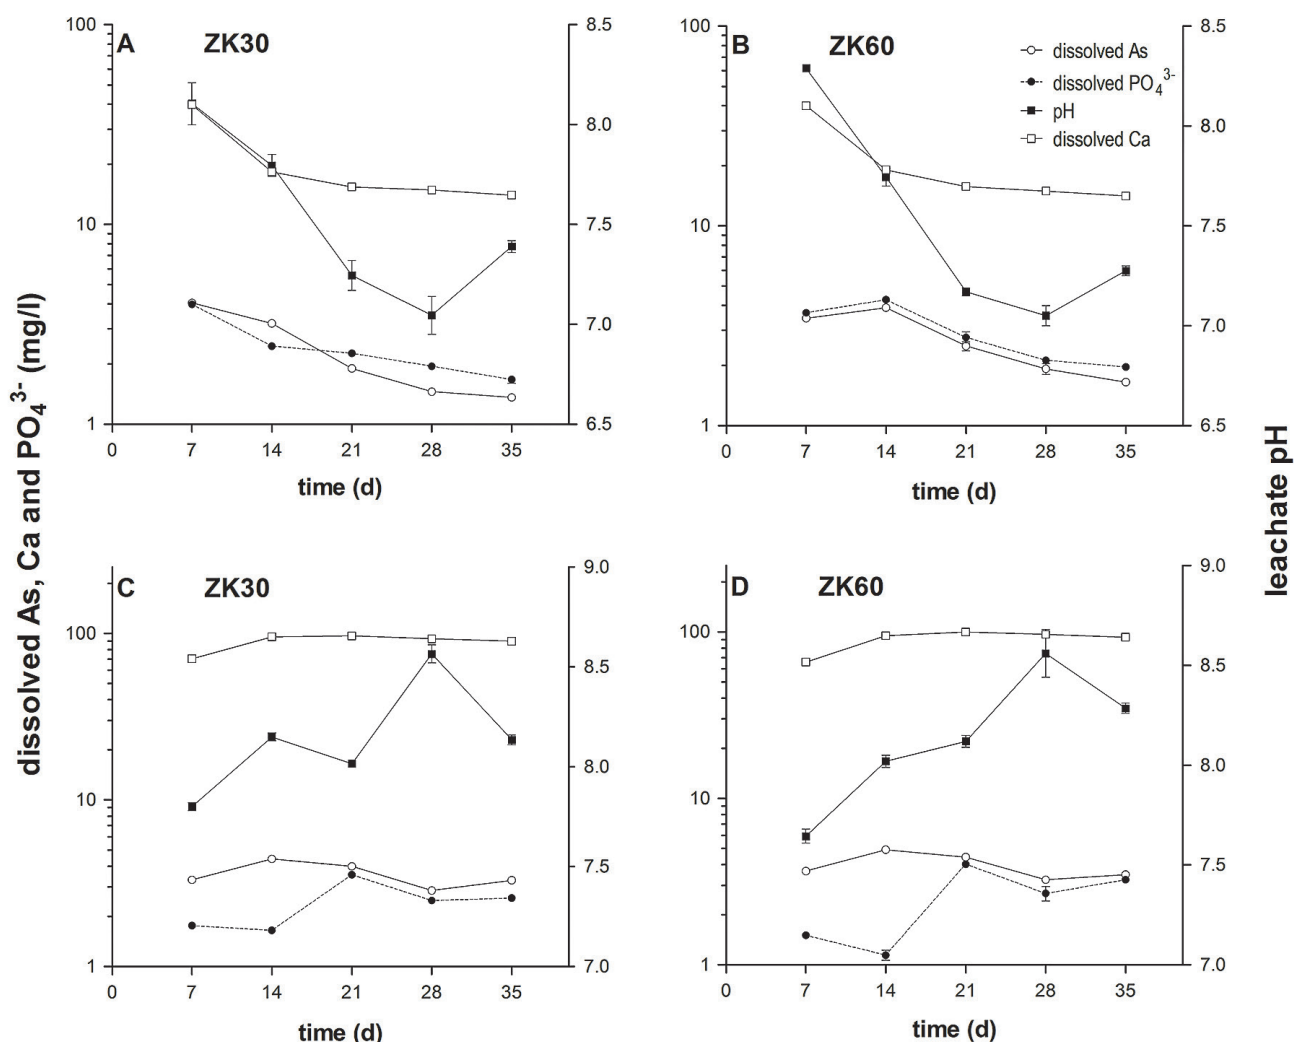 dissolved As, Ca and PO₄³⁻ (mg/l)
A ZK30
100
10
1
8.5
8.0
7.5
7.0
6.5
0 7 14 21 28 35
time (d)
B ZK60
dissolved As
dissolved PO₄³⁻
pH
dissolved Ca
100
10
1
8.5
8.0
7.5
7.0
6.5
0 7 14 21 28 35
time (d)
C ZK30
100
10
1
9.0
8.5
8.0
7.5
7.0
0 7 14 21 28 35
time (d)
D ZK60
100
10
1
9.0
8.5
8.0
7.5
7.0
0 7 14 21 28 35
time (d)
leachate pH